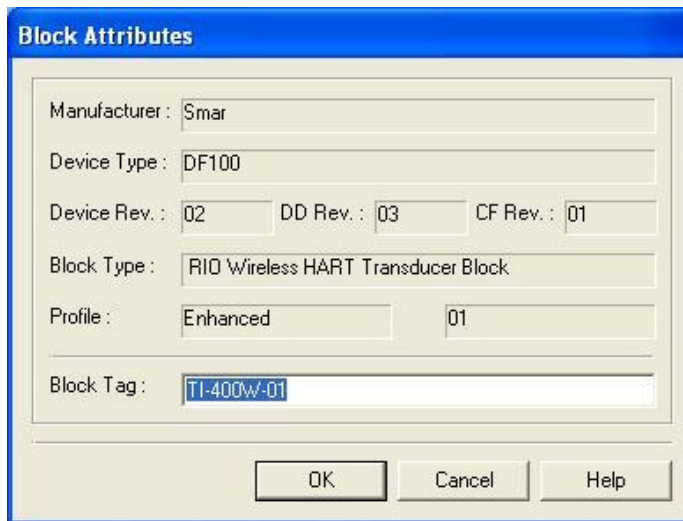 Block Attributes
Manufacturer : Smar
Device Type : DF100
Device Rev. : 02 DD Rev. : 03 CF Rev. : 01
Block Type : RIO Wireless HART Transducer Block
Profile : Enhanced 01
Block Tag : TI-400W-01
OK Cancel Help